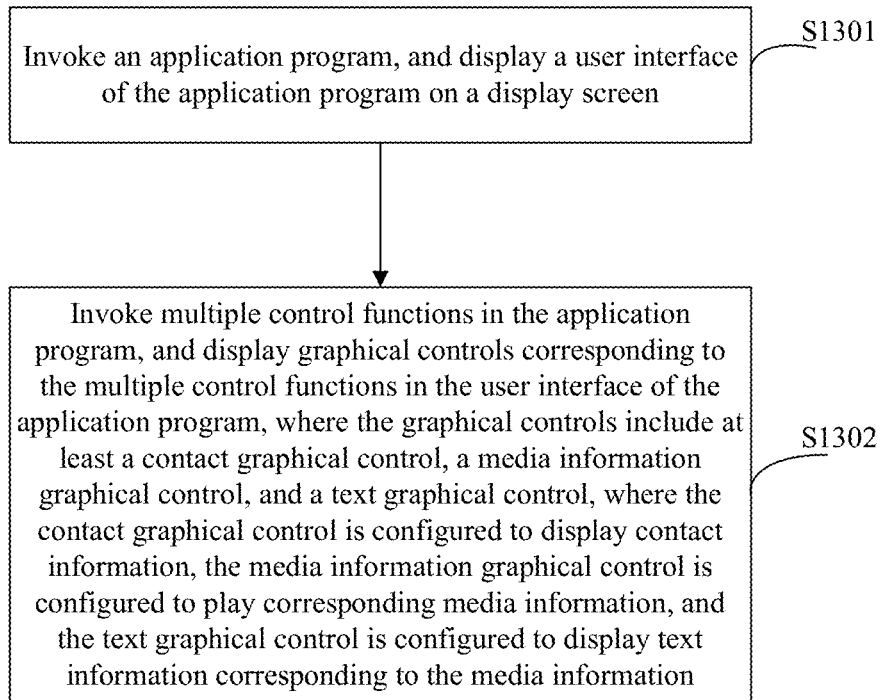 Invoke an application program, and display a user interface
of the application program on a display screen
S1301
Invoke multiple control functions in the application
program, and display graphical controls corresponding to
the multiple control functions in the user interface of the
application program, where the graphical controls include at
least a contact graphical control, a media information
graphical control, and a text graphical control, where the
contact graphical control is configured to display contact
information, the media information graphical control is
configured to play corresponding media information, and
the text graphical control is configured to display text
information corresponding to the media information
S1302